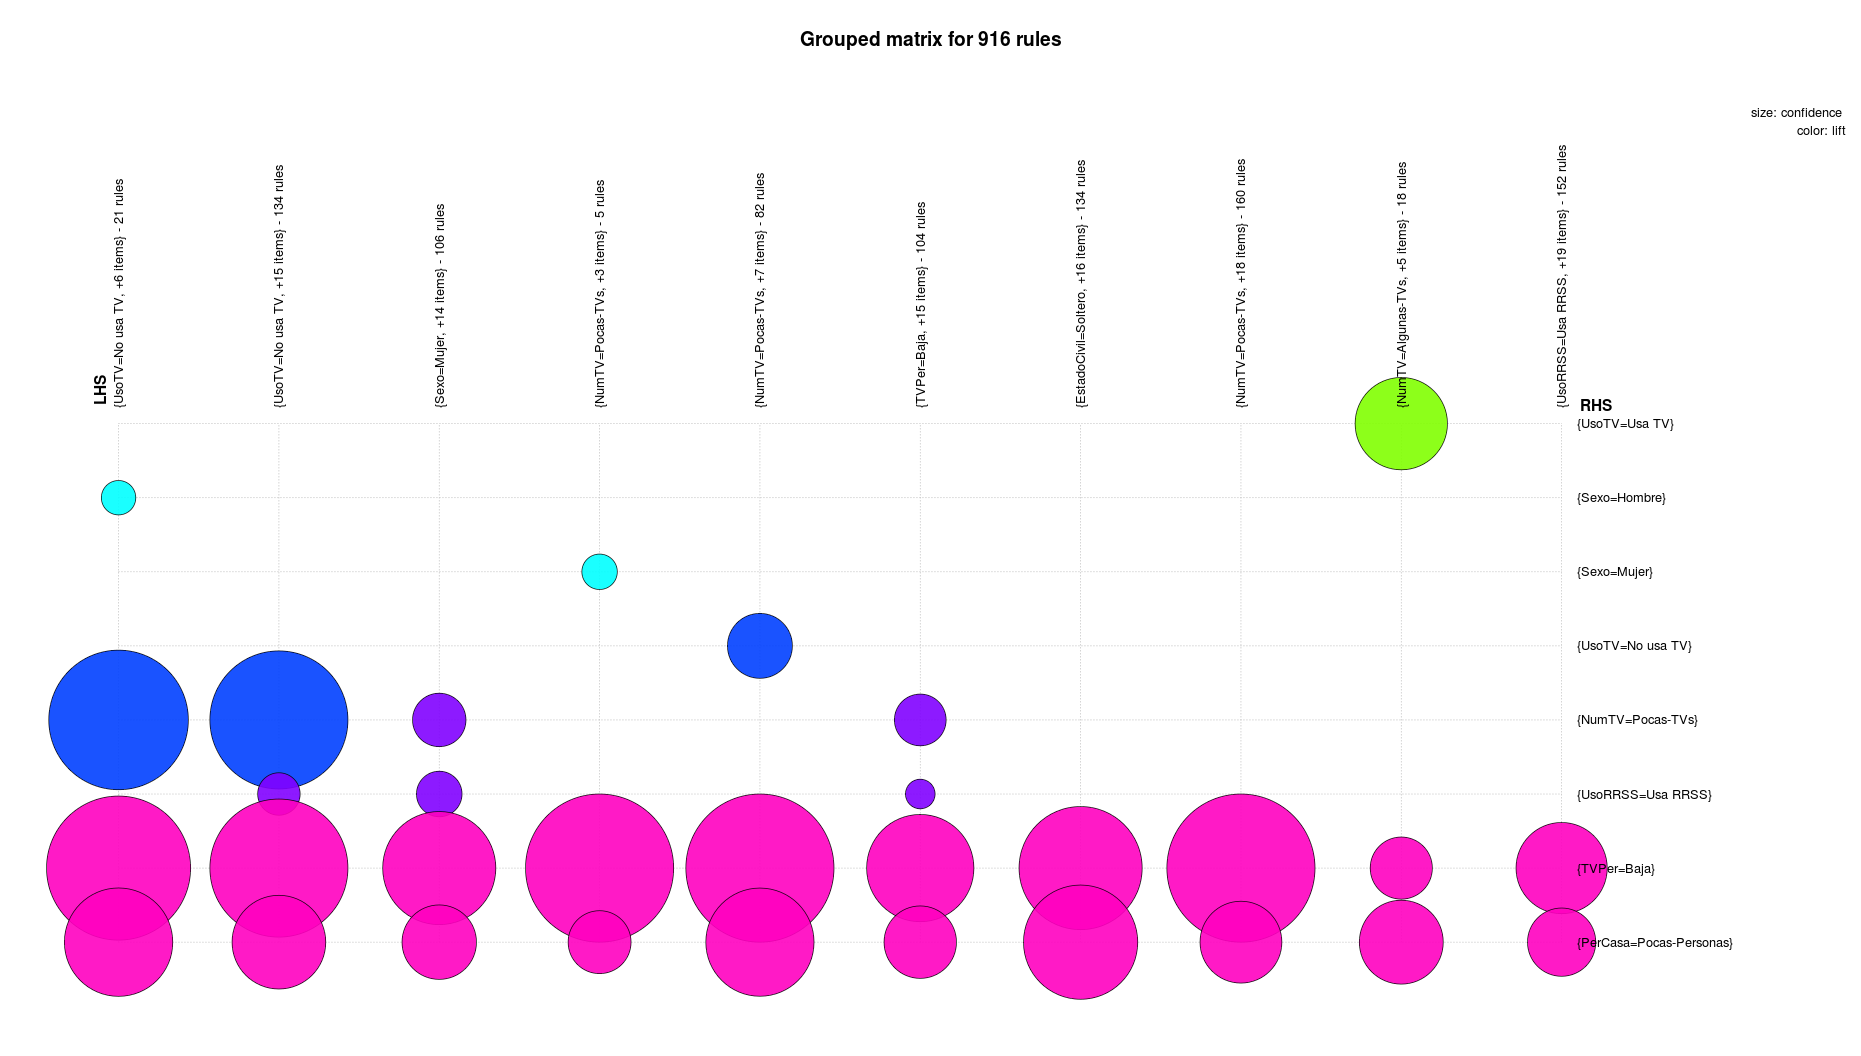 Grouped matrix for 916 rules
size: confidence
color: lift
LHS
{UsoTV=No usa TV, +6 items} - 21 rules
{UsoTV=No usa TV, +15 items} - 134 rules
{Sexo=Mujer, +14 items} - 106 rules
{NumTV=Pocas-TVs, +3 items} - 5 rules
{NumTV=Pocas-TVs, +7 items} - 82 rules
{TVPer=Baja, +15 items} - 104 rules
{EstadoCivil=Soltero, +16 items} - 134 rules
{NumTV=Pocas-TVs, +18 items} - 160 rules
{NumTV=Algunas-TVs, +5 items} - 18 rules
{UsoRRSS=Usa RRSS, +19 items} - 152 rules
RHS
{UsoTV=Usa TV}
{Sexo=Hombre}
{Sexo=Mujer}
{UsoTV=No usa TV}
{NumTV=Pocas-TVs}
{UsoRRSS=Usa RRSS}
{TVPer=Baja}
{PerCasa=Pocas-Personas}